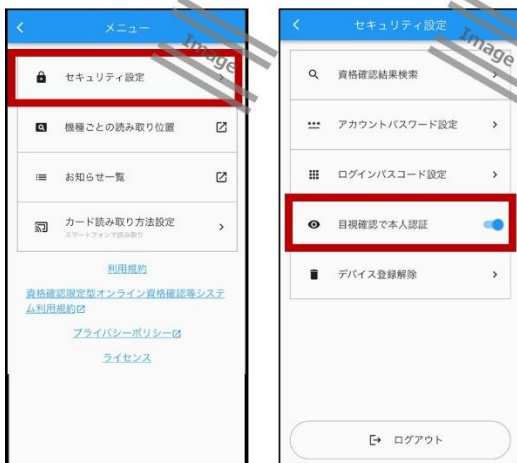 メニュー
セキュリティ設定
機種ごとの読み取り位置
お知らせ一覧
カード読み取り方法設定
スマートフォンで読み取り
利用規約
資格確認限定型オンライン資格確認等システ
ム利用規約
プライバシーポリシー
ライセンス
Image
セキュリティ設定
資格確認結果検索
アカウントパスワード設定
ログインパスコード設定
目視確認で本人認証
デバイス登録解除
ログアウト
Image